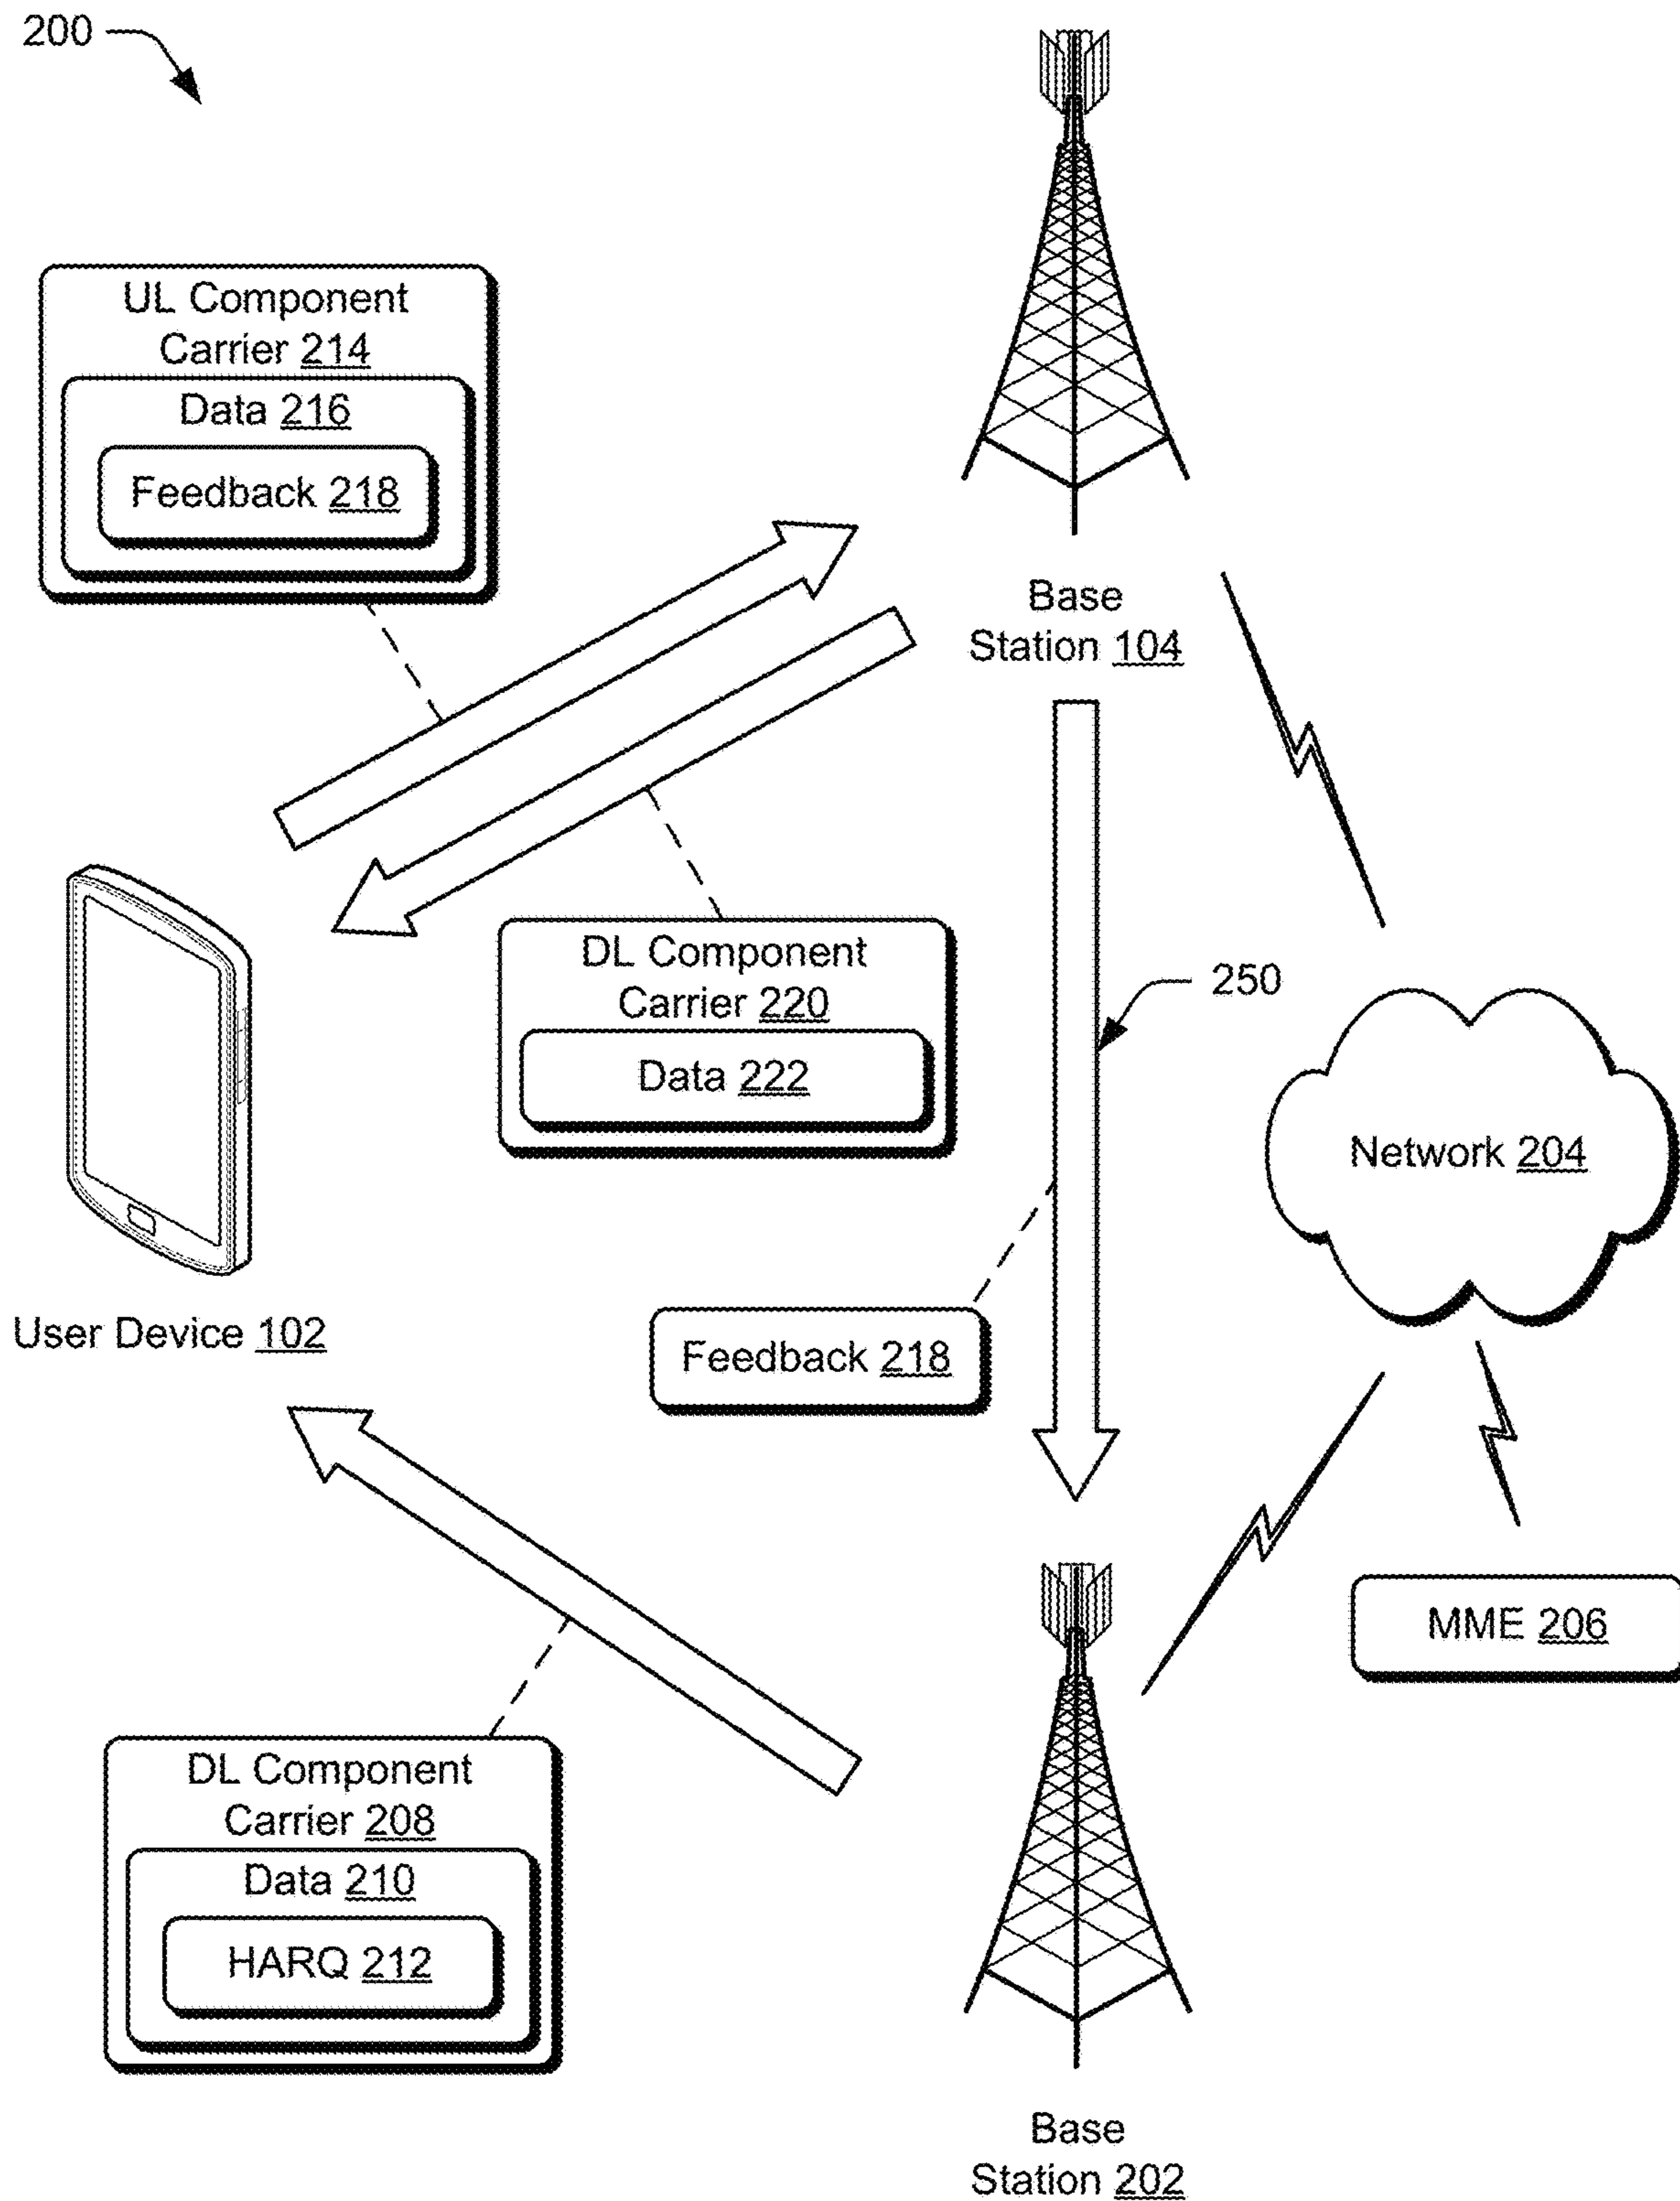 200
UL Component
Carrier 214
Data 216
Feedback 218
Base
Station 104
DL Component
Carrier 220
Data 222
250
Network 204
User Device 102
Feedback 218
MME 206
DL Component
Carrier 208
Data 210
HARQ 212
Base
Station 202